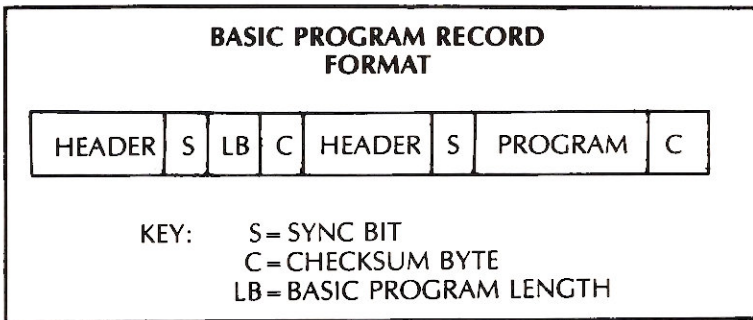 BASIC PROGRAM RECORD
FORMAT
HEADER S LB C HEADER S PROGRAM C
KEY: S=SYNC BIT
C=CHECKSUM BYTE
LB=BASIC PROGRAM LENGTH